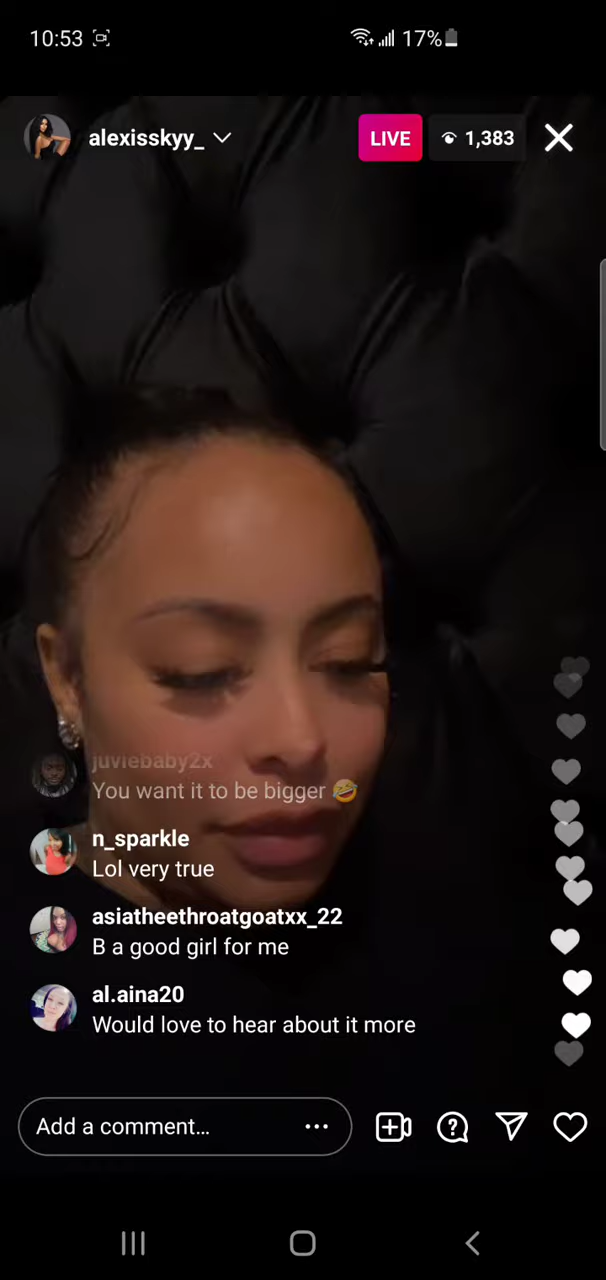 10:53
17%
alexisskyy_
LIVE
1,383
juviebaby2x
You want it to be bigger 🤣
n_sparkle
Lol very true
asiatheethroatgoatxx_22
B a good girl for me
al.aina20
Would love to hear about it more
Add a comment...